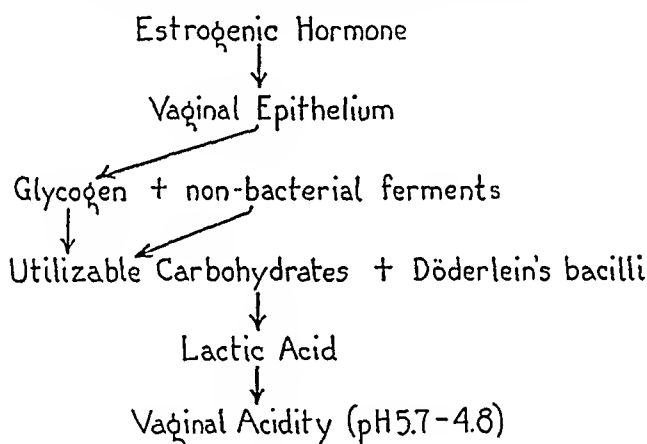 Estrogenic Hormone
Vaginal Epithelium
Glycogen + non-bacterial ferments
Utilizable Carbohydrates + Döderlein's bacilli
Lactic Acid
Vaginal Acidity (pH 5.7-4.8)